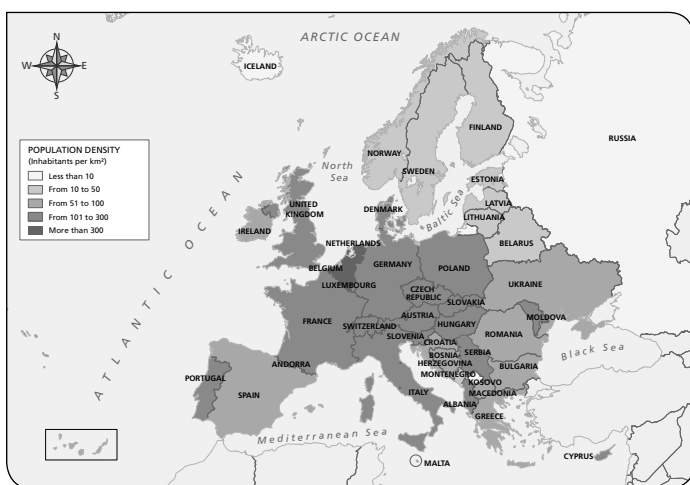 ARCTIC OCEAN
N
W
E
S
ICELAND
POPULATION DENSITY
(Inhabitants per km²)
Less than 10
From 10 to 50
From 51 to 100
From 101 to 300
More than 300
ATLANTIC OCEAN
North
Sea
NORWAY
SWEDEN
FINLAND
RUSSIA
ESTONIA
LATVIA
LITHUANIA
Baltic Sea
BELARUS
UNITED
KINGDOM
IRELAND
DENMARK
NETHERLANDS
BELGIUM
LUXEMBOURG
GERMANY
POLAND
CZECH
REPUBLIC
SLOVAKIA
UKRAINE
MOLDOVA
FRANCE
SWITZERLAND
AUSTRIA
HUNGARY
SLOVENIA
ROMANIA
CROATIA
BOSNIA-
HERZEGOVINA
SERBIA
MONTENEGRO
KOSOVO
BULGARIA
Black Sea
ANDORRA
PORTUGAL
SPAIN
ITALY
ALBANIA
MACEDONIA
GREECE
Mediterranean Sea
MALTA
CYPRUS